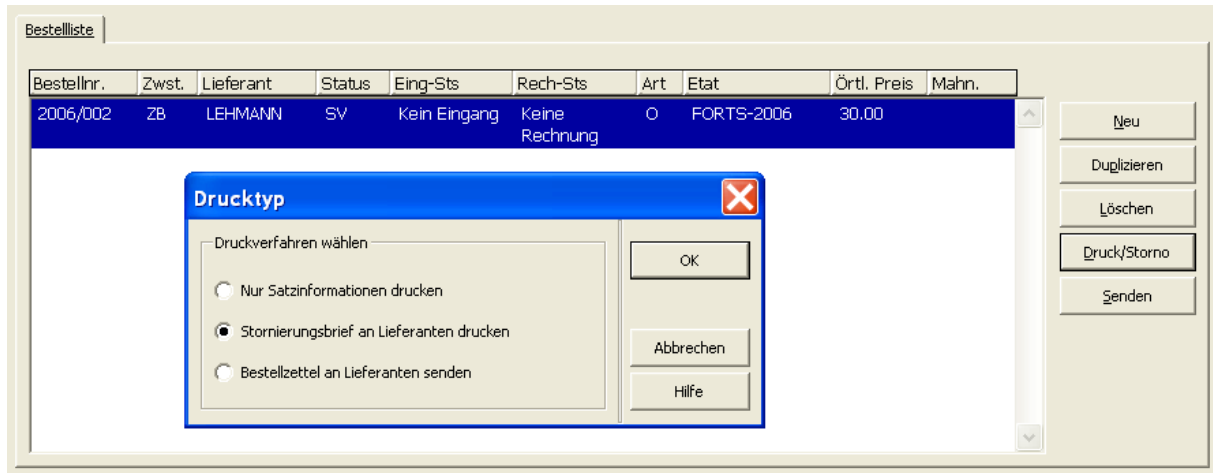 Bestellliste
Bestellnr. Zwst. Lieferant Status Eing-Sts Rech-Sts Art Etat Örtl. Preis Mahn.
2006/002 ZB LEHMANN SV Kein Eingang Keine Rechnung O FORTS-2006 30.00
Neu
Duplizieren
Löschen
Druck/Storno
Senden
Drucktyp
Druckverfahren wählen
Nur Satzinformationen drucken
Stornierungsbrief an Lieferanten drucken
Bestellzettel an Lieferanten senden
OK
Abbrechen
Hilfe